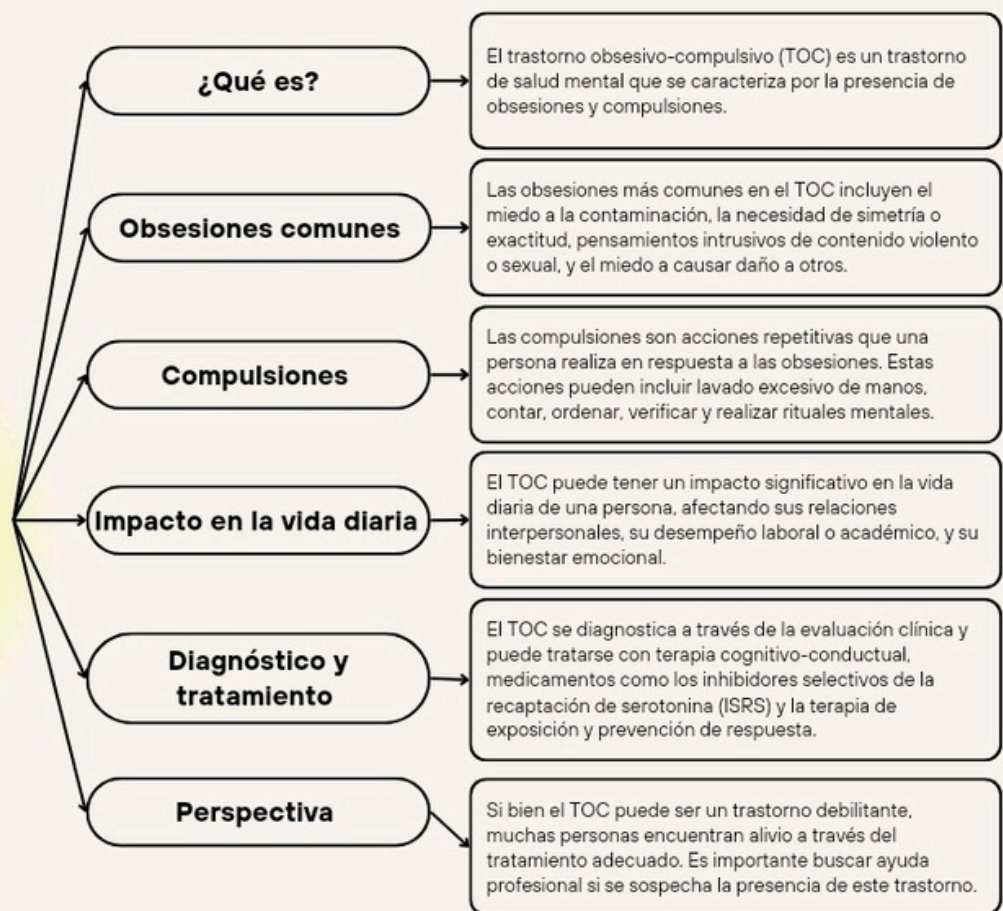 ¿Qué es?
El trastorno obsesivo-compulsivo (TOC) es un trastorno
de salud mental que se caracteriza por la presencia de
obsesiones y compulsiones.
Obsesiones comunes
Las obsesiones más comunes en el TOC incluyen el
miedo a la contaminación, la necesidad de simetría o
exactitud, pensamientos intrusivos de contenido violento
o sexual, y el miedo a causar daño a otros.
Compulsiones
Las compulsiones son acciones repetitivas que una
persona realiza en respuesta a las obsesiones. Estas
acciones pueden incluir lavado excesivo de manos,
contar, ordenar, verificar y realizar rituales mentales.
Impacto en la vida diaria
El TOC puede tener un impacto significativo en la vida
diaria de una persona, afectando sus relaciones
interpersonales, su desempeño laboral o académico, y su
bienestar emocional.
Diagnóstico y
tratamiento
El TOC se diagnostica a través de la evaluación clínica y
puede tratarse con terapia cognitivo-conductual,
medicamentos como los inhibidores selectivos de la
recaptación de serotonina (ISRS) y la terapia de
exposición y prevención de respuesta.
Perspectiva
Si bien el TOC puede ser un trastorno debilitante,
muchas personas encuentran alivio a través del
tratamiento adecuado. Es importante buscar ayuda
profesional si se sospecha la presencia de este trastorno.